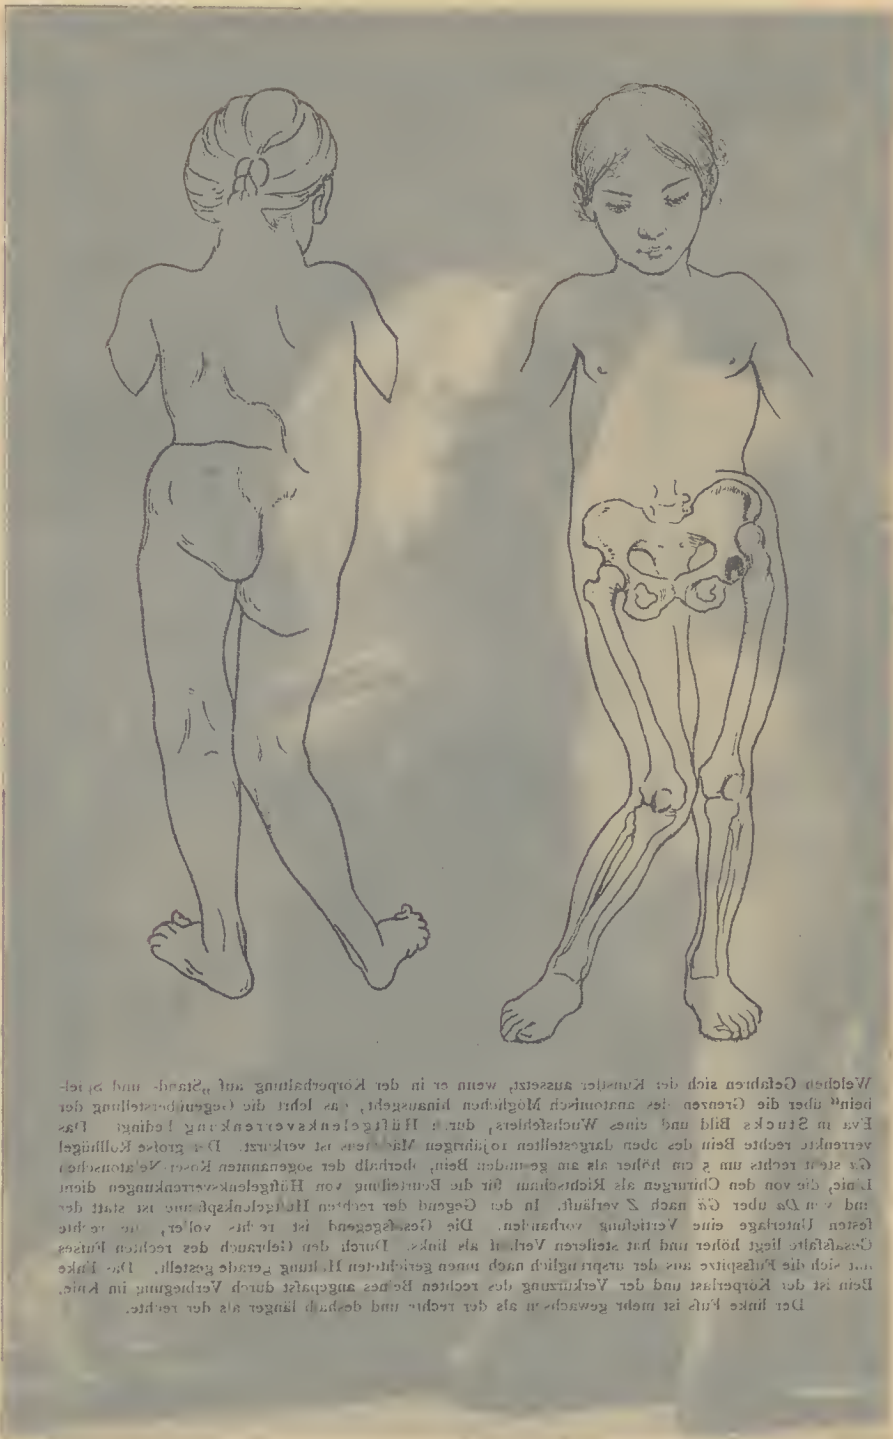 Welchen Gefahren sich der Künstler aussetzt, wenn er in der Körperhaltung auf „Stand- und Spiel-
bein“ über die Grenzen des anatomisch Möglichen hinausgeht, das lehrt die Gegenüberstellung der
Eva in Stucks Bild und eines Wuchsfehlers, durch Hüftgelenksverrenkung bedingt. Das
verrenkte rechte Bein des oben dargestellten 10jährigen Mädchens ist verkürzt. Der große Rollhügel
steht rechts um 5 cm höher als am gesunden Bein, oberhalb der sogenannten
Linie, die von den Chirurgen als Richtschnur für die Beurteilung von Hüftgelenksverrenkungen dient
und von Da über Gä nach Z verläuft. In der Gegend der rechten Hüftgelenkspfanne ist statt der
festen Unterlage eine Vertiefung vorhanden. Die Gesäßgegend ist rechts voller, die rechte
Gesäßfalte liegt höher und hat steileren Verlauf als links. Durch den Gebrauch des rechten Fußes
hat sich die Fußspitze aus der ursprünglich nach innen gerichteten Haltung gerade gestellt. Das linke
Bein ist der Körperlast und der Verkürzung des rechten Beines angepaßt durch Verbiegung im Knie.
Der linke Fuß ist mehr gewachsen als der rechte und deshalb länger als der rechte.